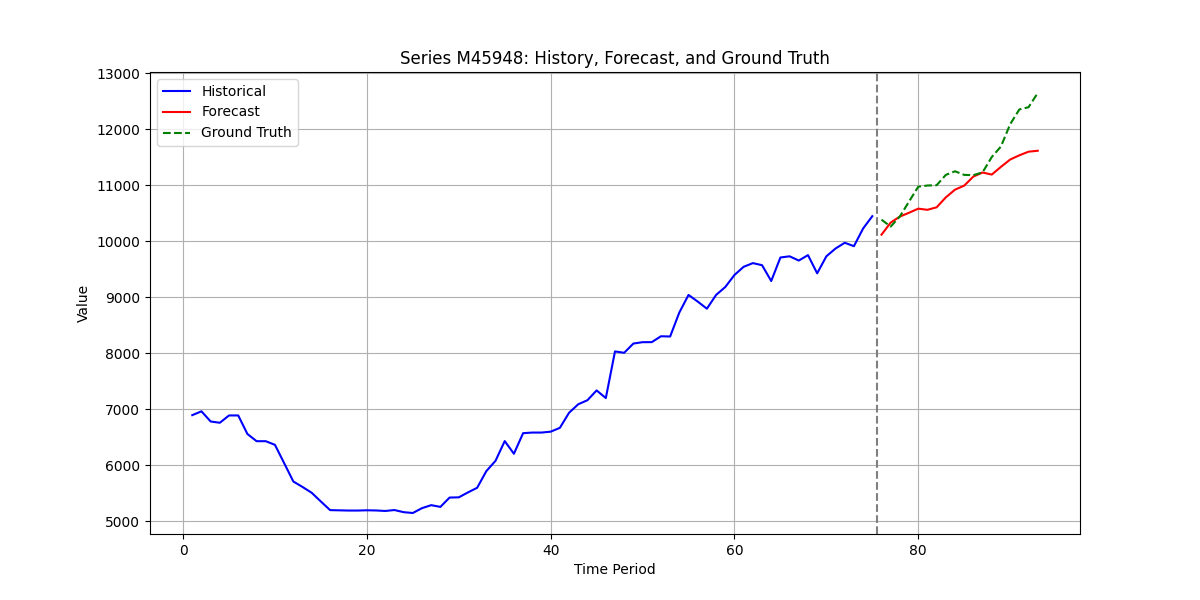 Series M45948: History, Forecast, and Ground Truth
Historical
Forecast
Ground Truth
13000
12000
11000
10000
9000
8000
7000
6000
5000
Value
0 20 40 60 80
Time Period